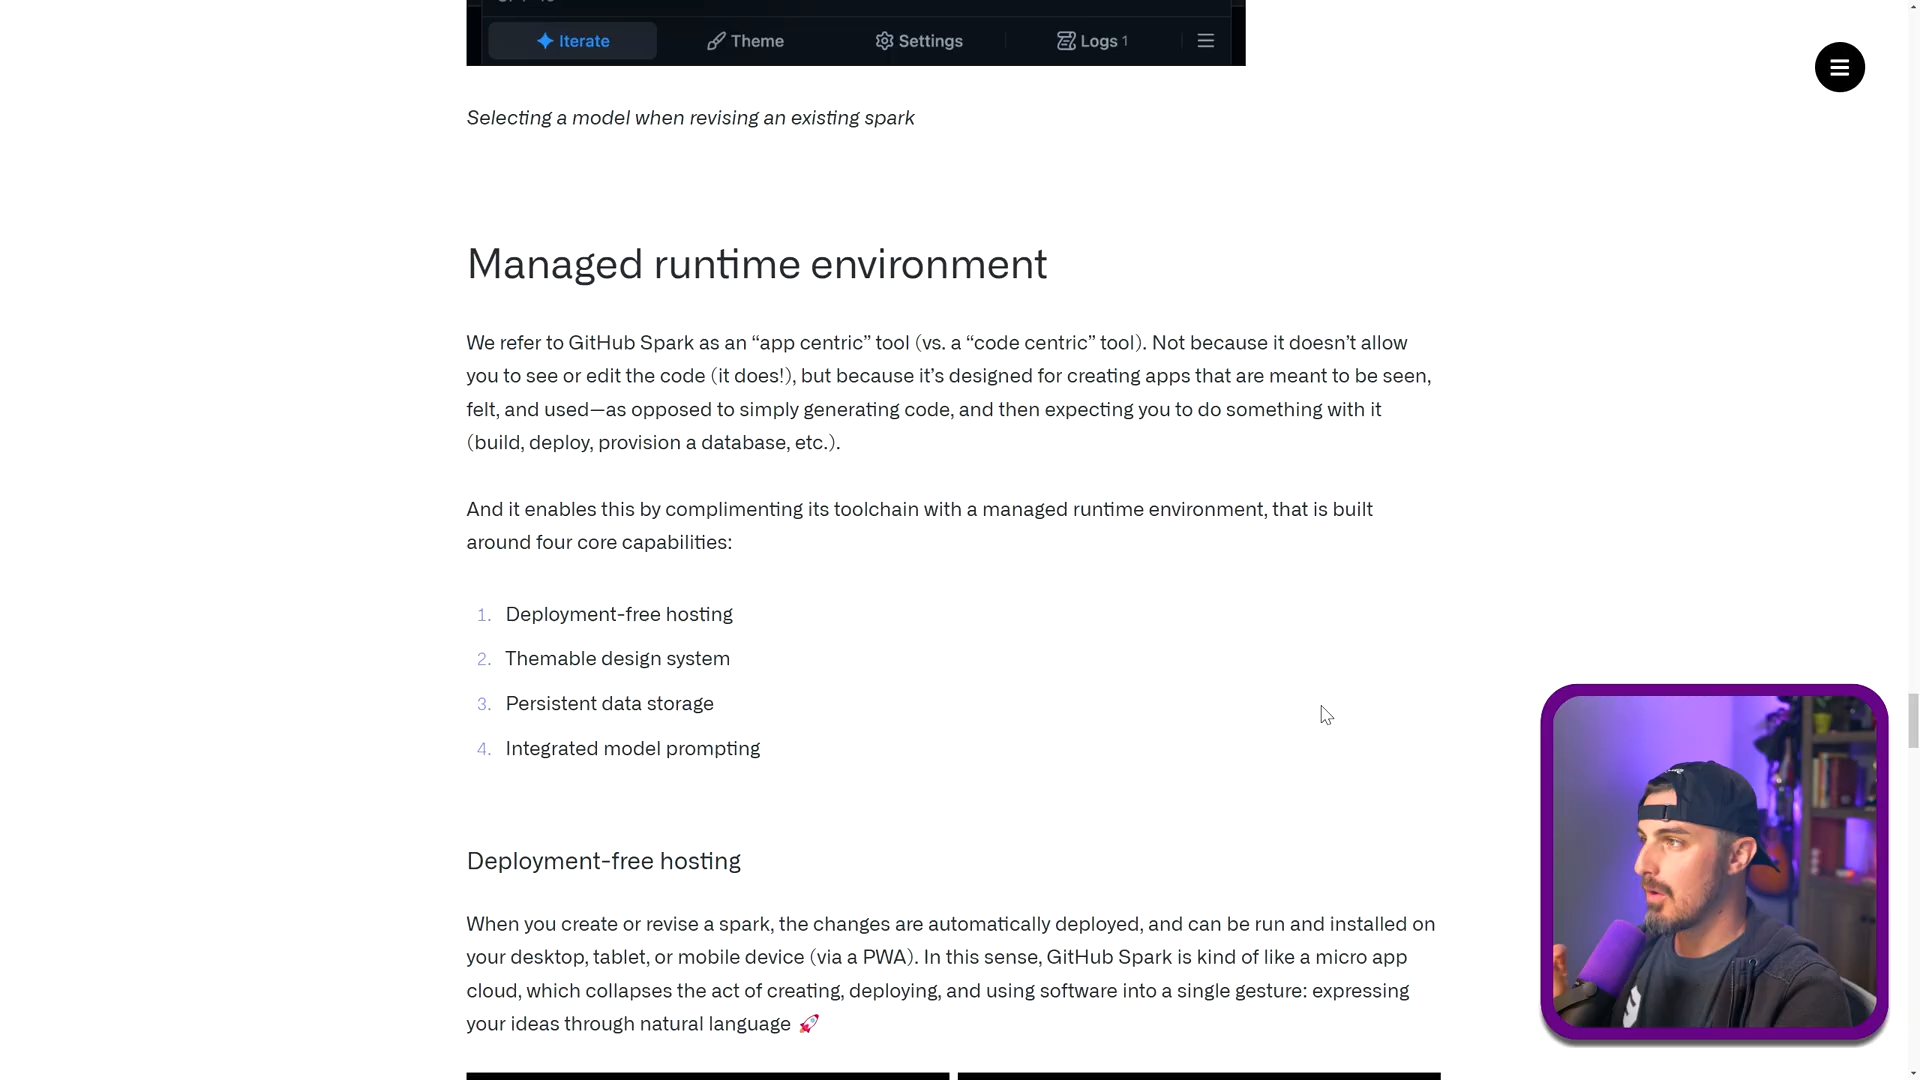 Iterate
Theme
Settings
Logs 1
Selecting a model when revising an existing spark
Managed runtime environment
We refer to GitHub Spark as an “app centric” tool (vs. a “code centric” tool). Not because it doesn’t allow
you to see or edit the code (it does!), but because it’s designed for creating apps that are meant to be seen,
felt, and used—as opposed to simply generating code, and then expecting you to do something with it
(build, deploy, provision a database, etc.).
And it enables this by complimenting its toolchain with a managed runtime environment, that is built
around four core capabilities:
1. Deployment-free hosting
2. Themable design system
3. Persistent data storage
4. Integrated model prompting
Deployment-free hosting
When you create or revise a spark, the changes are automatically deployed, and can be run and installed on
your desktop, tablet, or mobile device (via a PWA). In this sense, GitHub Spark is kind of like a micro app
cloud, which collapses the act of creating, deploying, and using software into a single gesture: expressing
your ideas through natural language 🚀